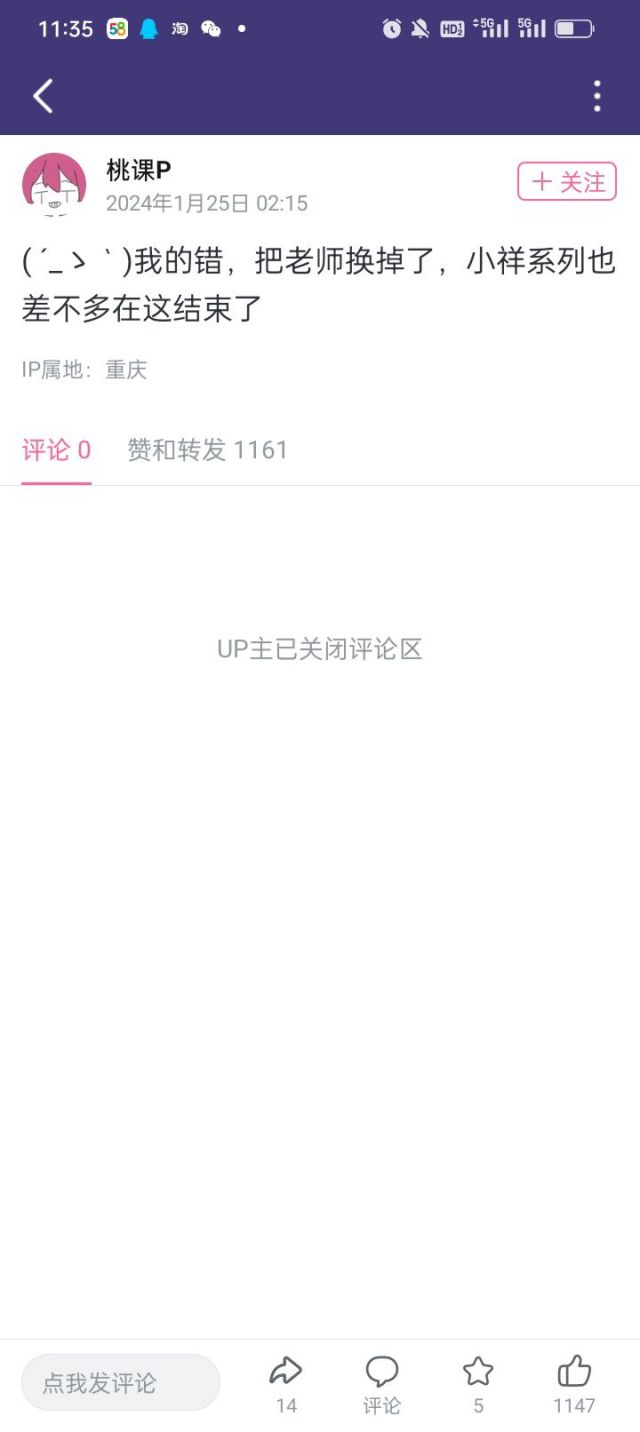 11:35 58 淘 HD 5G 5G
桃课P
2024年1月25日 02:15
+ 关注
( ´_ゝ｀)我的错，把老师换掉了，小祥系列也
差不多在这结束了
IP属地：重庆
评论 0 赞和转发 1161
UP主已关闭评论区
点我发评论
14 评论 5 1147